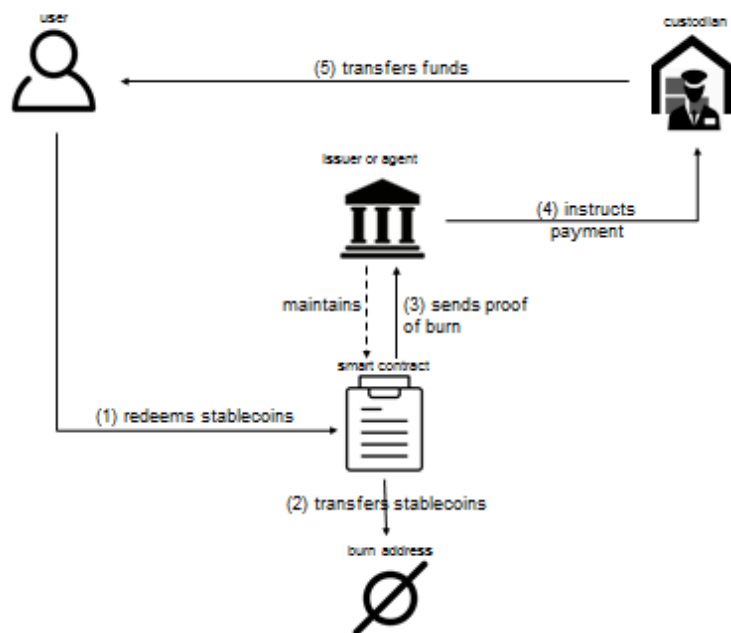 user
custodian
(5) transfers funds
Issuer or agent
(4) instructs
payment
maintains
(3) sends proof
of burn
smart contract
(1) redeems stablecoins
(2) transfers stablecoins
burn address